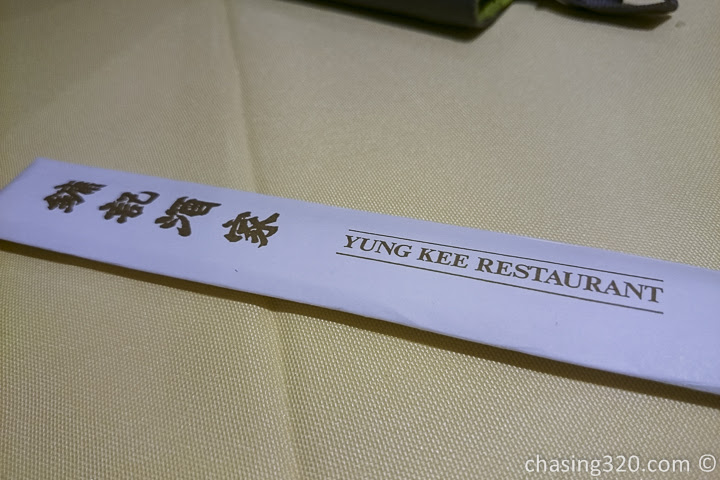 鏞記酒家
YUNG KEE RESTAURANT
chasing320.com ©